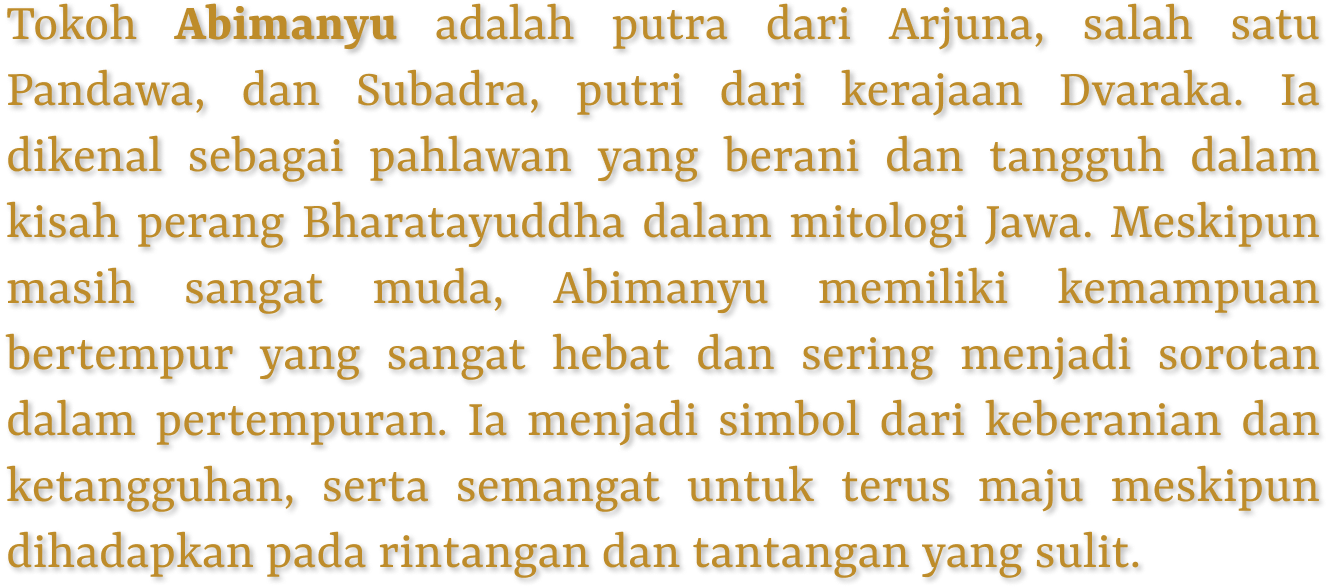 Tokoh Abimanyu adalah putra dari Arjuna, salah satu
Pandawa, dan Subadra, putri dari kerajaan Dvaraka. Ia
dikenal sebagai pahlawan yang berani dan tangguh dalam
kisah perang Bharatayuddha dalam mitologi Jawa. Meskipun
masih sangat muda, Abimanyu memiliki kemampuan
bertempur yang sangat hebat dan sering menjadi sorotan
dalam pertempuran. Ia menjadi simbol dari keberanian dan
ketangguhan, serta semangat untuk terus maju meskipun
dihadapkan pada rintangan dan tantangan yang sulit.